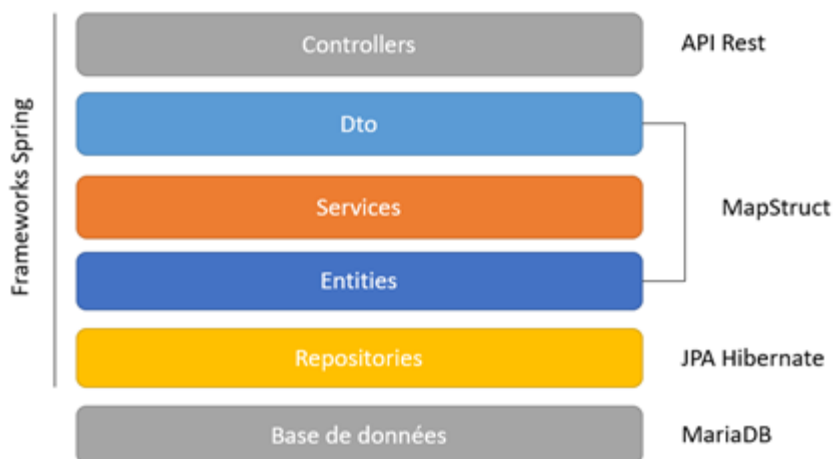 Frameworks Spring
Controllers
API Rest
Dto
Services
MapStruct
Entities
Repositories
JPA Hibernate
Base de données
MariaDB